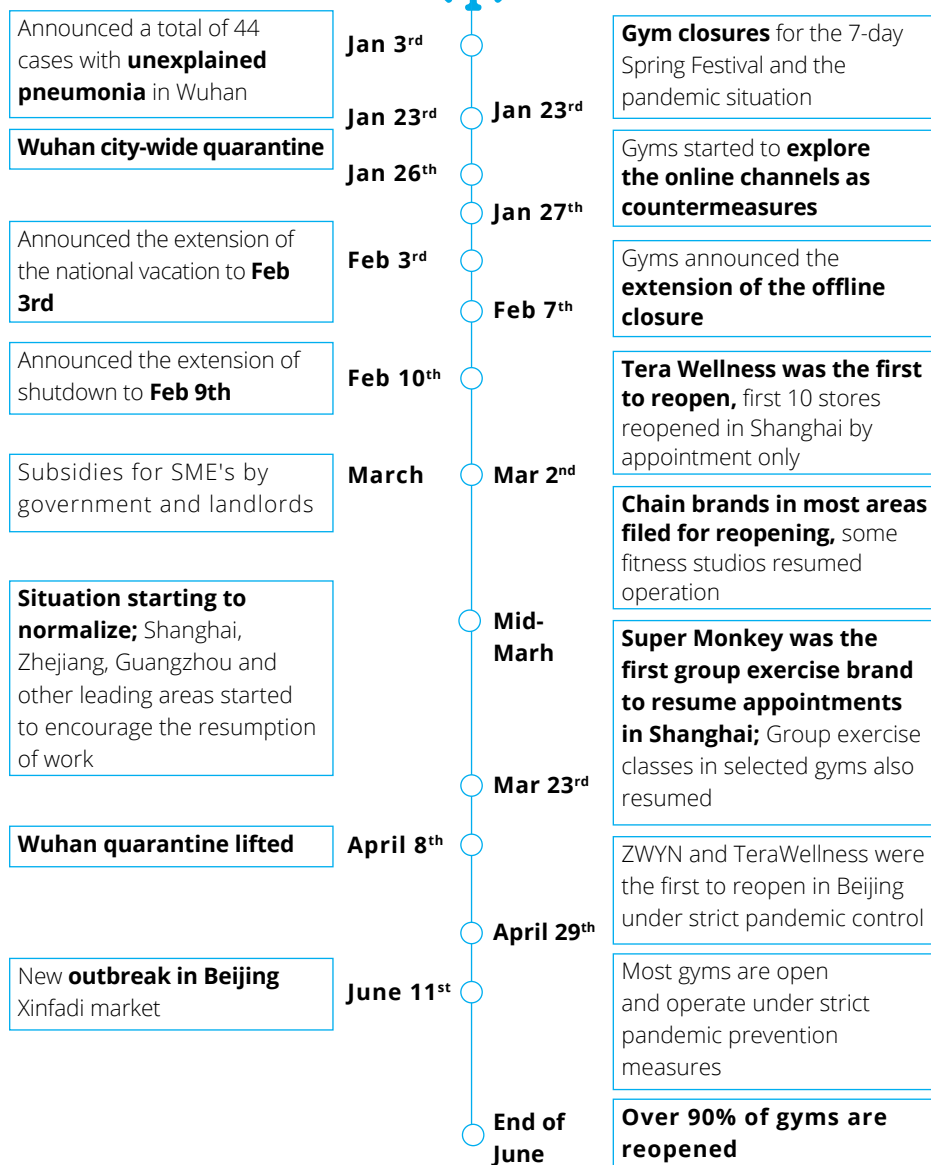 Announced a total of 44
cases with unexplained
pneumonia in Wuhan
Jan 3rd
Gym closures for the 7-day
Spring Festival and the
pandemic situation
Jan 23rd
Jan 23rd
Wuhan city-wide quarantine
Jan 26th
Gyms started to explore
the online channels as
countermeasures
Jan 27th
Announced the extension of
the national vacation to Feb
3rd
Feb 3rd
Gyms announced the
extension of the offline
closure
Feb 7th
Announced the extension of
shutdown to Feb 9th
Feb 10th
Tera Wellness was the first
to reopen, first 10 stores
reopened in Shanghai by
appointment only
Subsidies for SME's by
government and landlords
March
Mar 2nd
Chain brands in most areas
filed for reopening, some
fitness studios resumed
operation
Situation starting to
normalize; Shanghai,
Zhejiang, Guangzhou and
other leading areas started
to encourage the resumption
of work
Mid-
Marh
Super Monkey was the
first group exercise brand
to resume appointments
in Shanghai; Group exercise
classes in selected gyms also
resumed
Mar 23rd
Wuhan quarantine lifted
April 8th
ZWYN and TeraWellness were
the first to reopen in Beijing
under strict pandemic control
April 29th
New outbreak in Beijing
Xinfadi market
June 11st
Most gyms are open
and operate under strict
pandemic prevention
measures
End of
June
Over 90% of gyms are
reopened